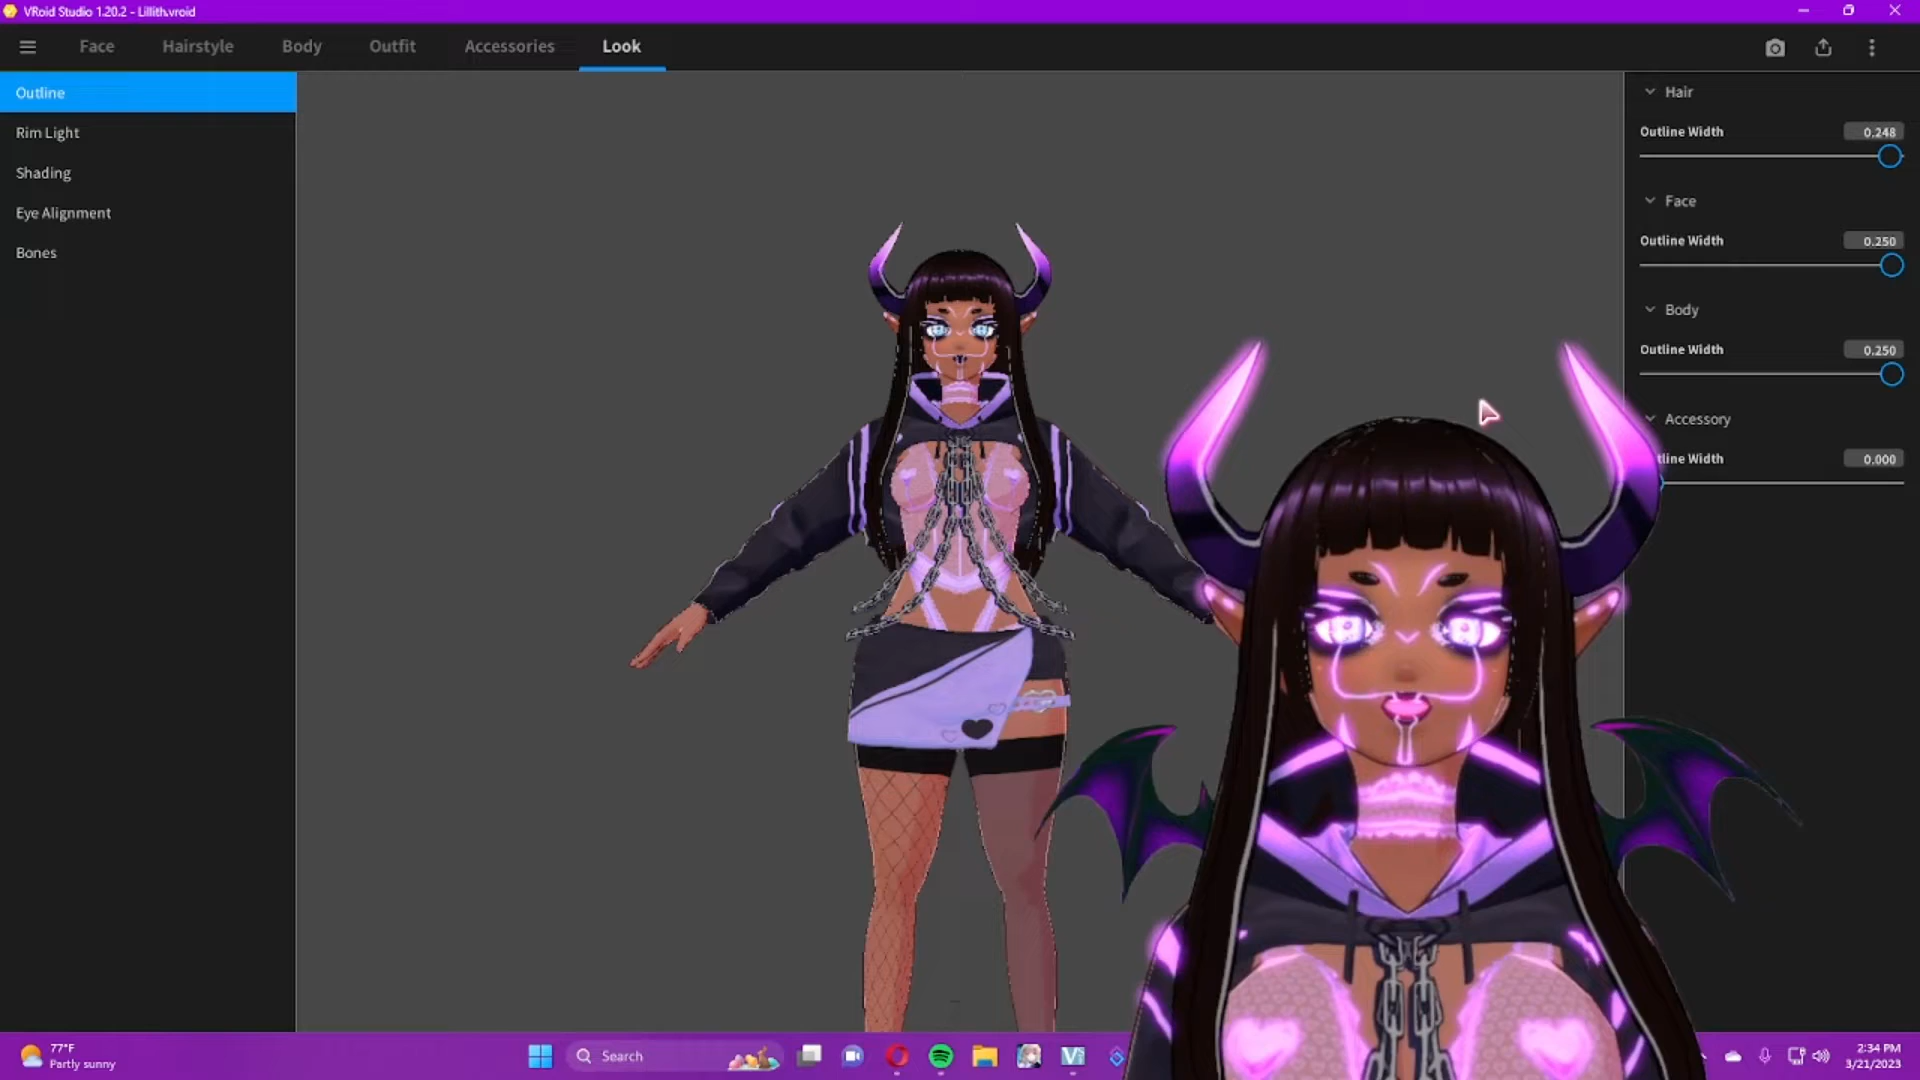 VRoid Studio 1.20.2 - Lillith.vroid
Face
Hairstyle
Body
Outfit
Accessories
Look
Outline
Rim Light
Shading
Eye Alignment
Bones
Hair
Outline Width
0.248
Face
Outline Width
0.250
Body
Outline Width
0.250
Accessory
tline Width
0.000
77°F
Partly sunny
Search
2:34 PM
3/21/2023